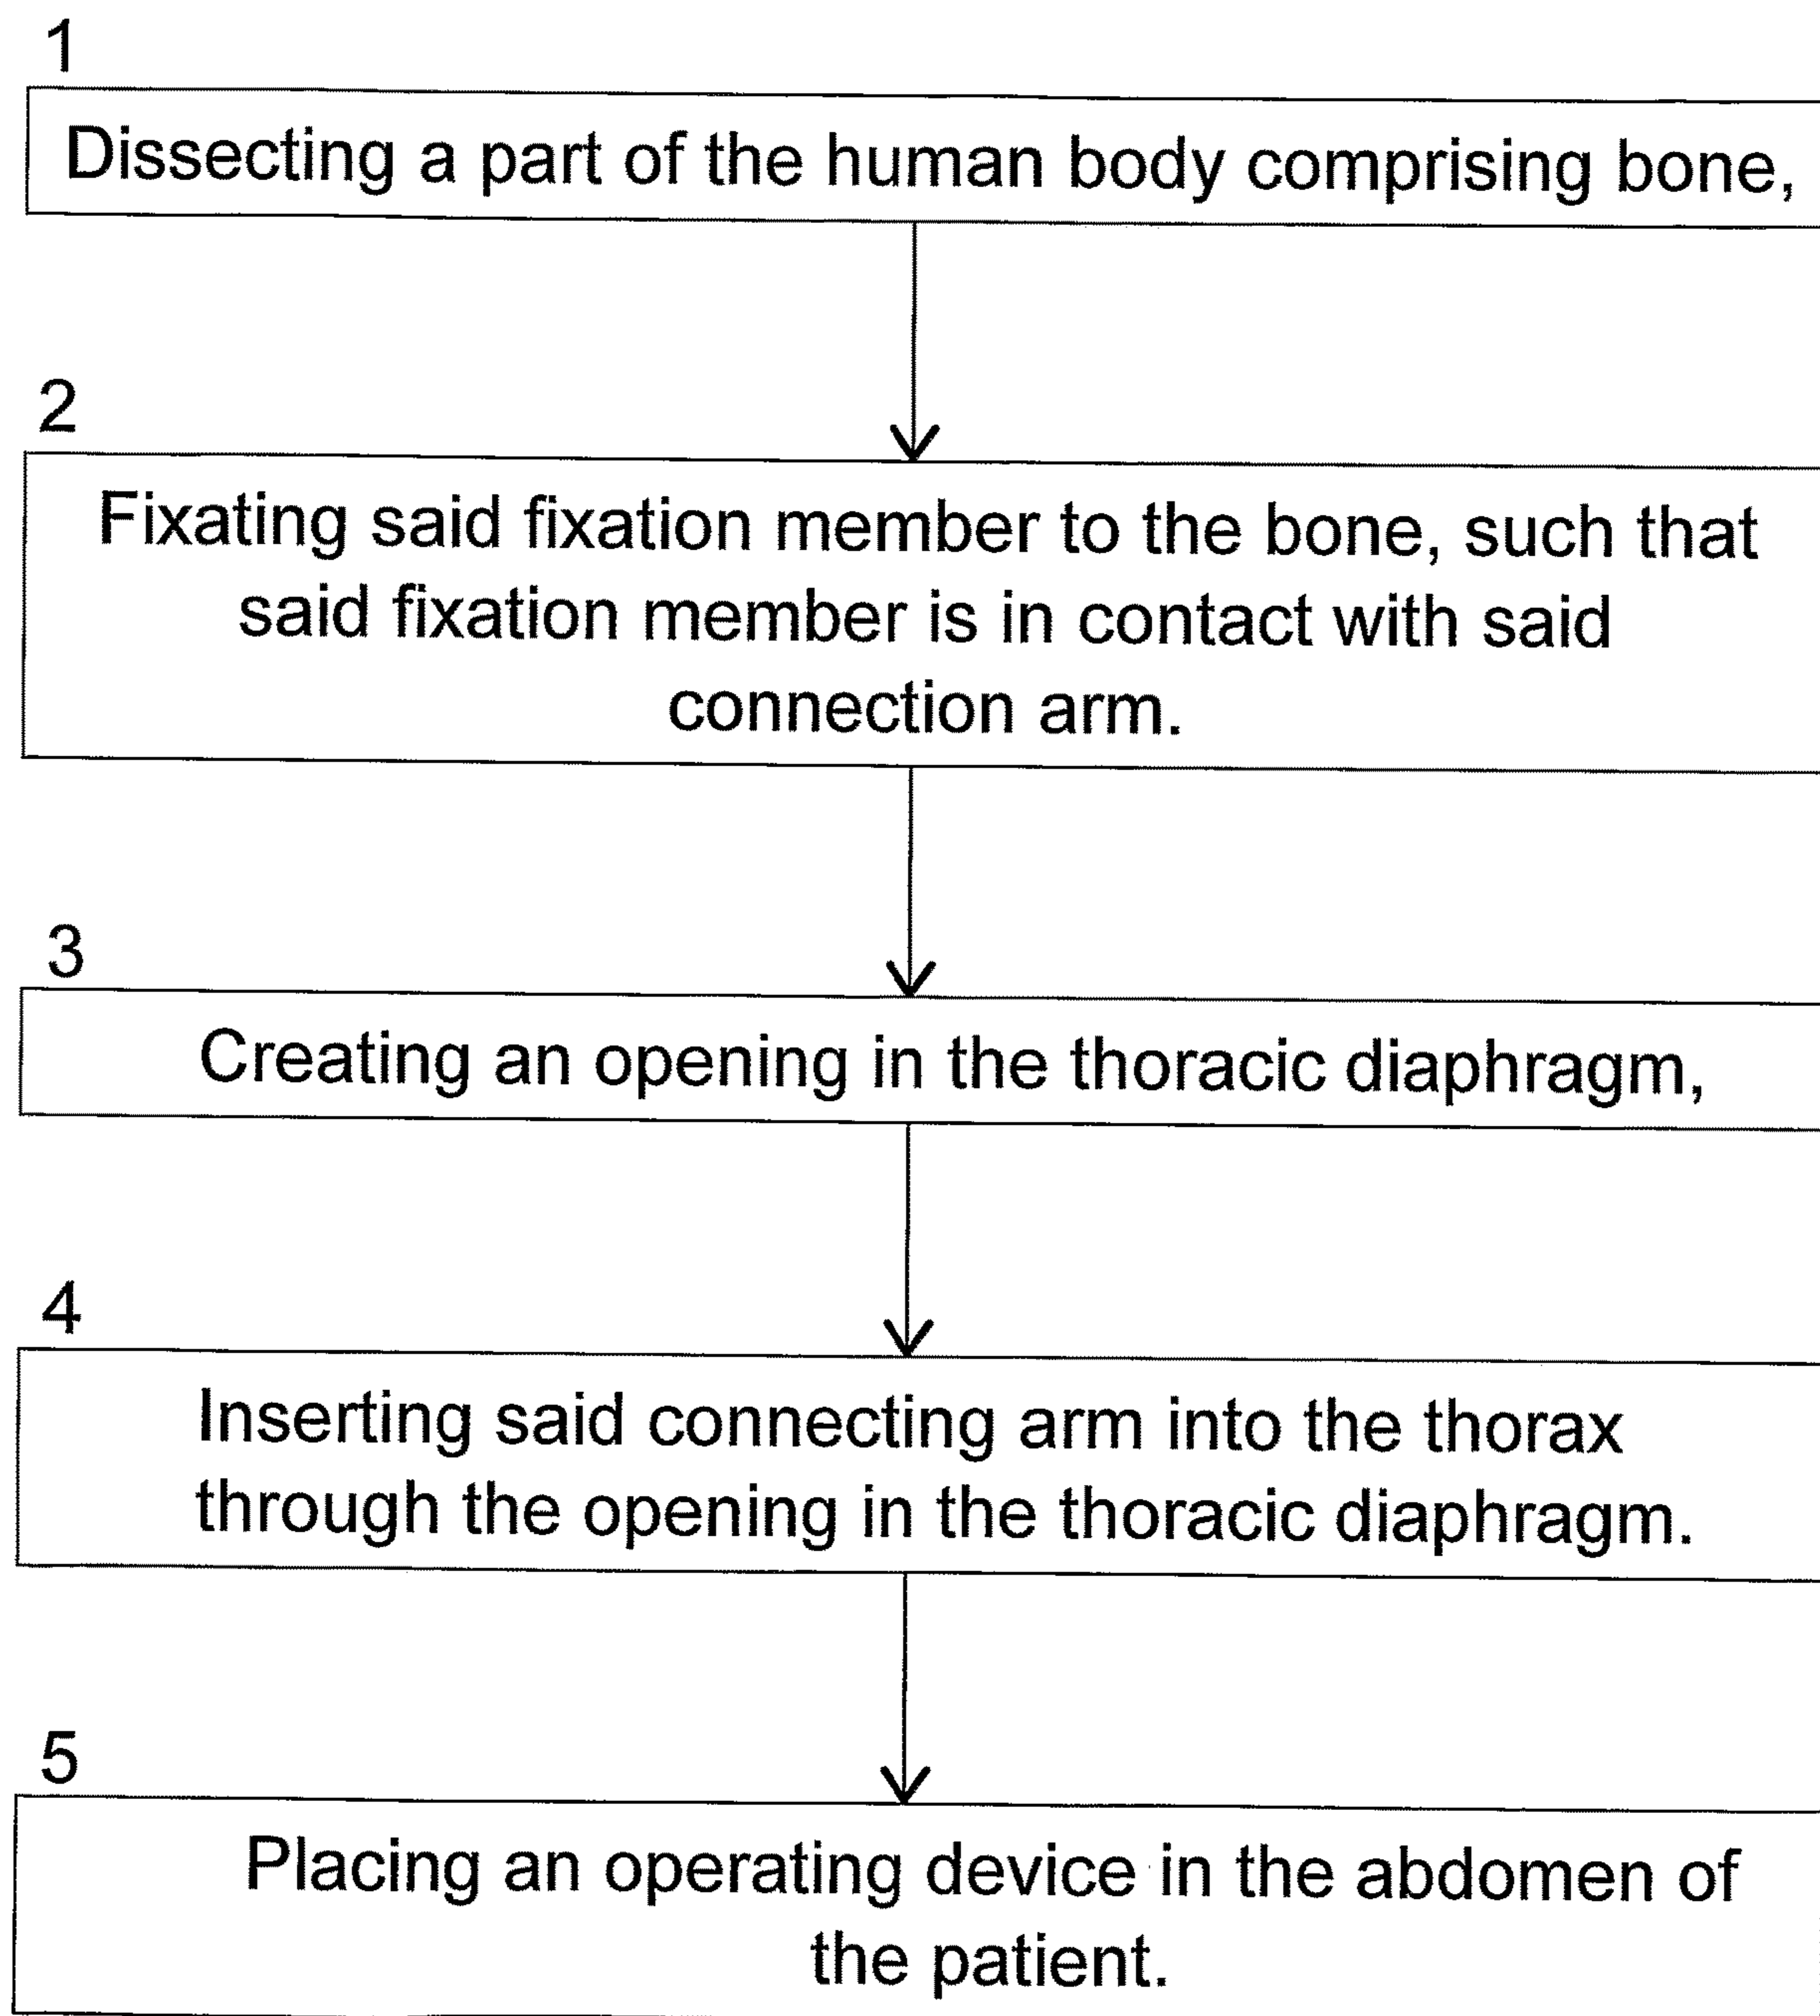 1
Dissecting a part of the human body comprising bone,
2
Fixating said fixation member to the bone, such that
said fixation member is in contact with said
connection arm.
3
Creating an opening in the thoracic diaphragm,
4
Inserting said connecting arm into the thorax
through the opening in the thoracic diaphragm.
5
Placing an operating device in the abdomen of
the patient.